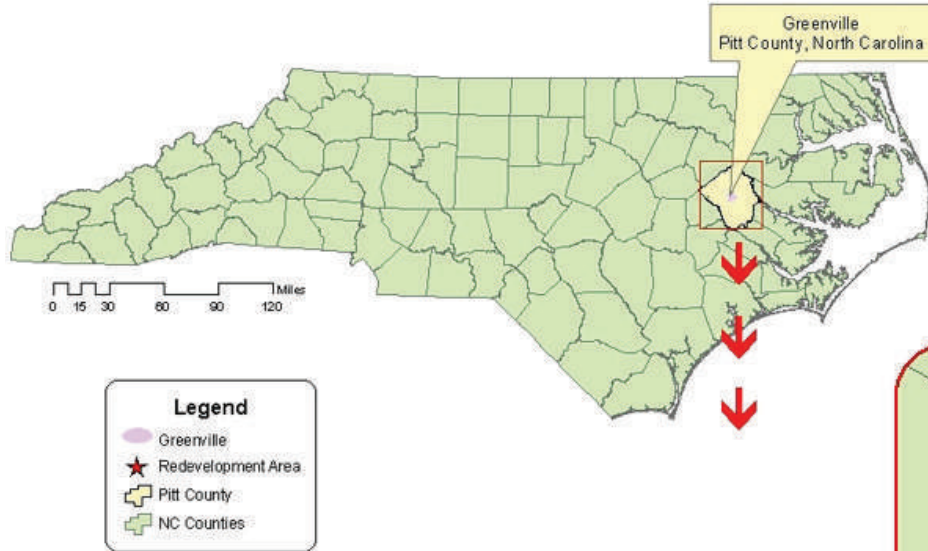 Greenville
Pitt County, North Carolina
Miles
0 15 30 60 90 120
Legend
Greenville
Redevelopment Area
Pitt County
NC Counties